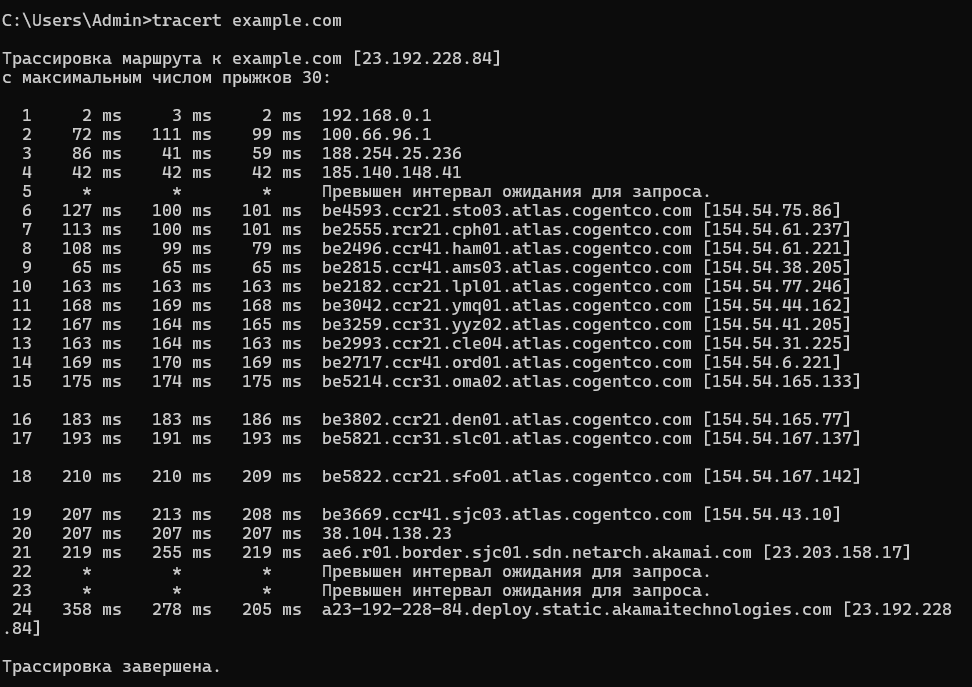 C:\Users\Admin>tracert example.com
Трассировка маршрута к example.com [23.192.228.84]
с максимальным числом прыжков 30:
1 2 ms 3 ms 2 ms 192.168.0.1
2 72 ms 111 ms 99 ms 100.66.96.1
3 86 ms 41 ms 59 ms 188.254.25.236
4 42 ms 42 ms 42 ms 185.140.148.41
5 * * * Превышен интервал ожидания для запроса.
6 127 ms 100 ms 101 ms be4593.ccr21.sto03.atlas.cogentco.com [154.54.75.86]
7 113 ms 100 ms 101 ms be2555.rcr21.cph01.atlas.cogentco.com [154.54.61.237]
8 108 ms 99 ms 79 ms be2496.ccr41.ham01.atlas.cogentco.com [154.54.61.221]
9 65 ms 65 ms 65 ms be2815.ccr41.ams03.atlas.cogentco.com [154.54.38.205]
10 163 ms 163 ms 163 ms be2182.ccr21.lpl01.atlas.cogentco.com [154.54.77.246]
11 168 ms 169 ms 168 ms be3042.ccr21.ymq01.atlas.cogentco.com [154.54.44.162]
12 167 ms 164 ms 165 ms be3259.ccr31.yyz02.atlas.cogentco.com [154.54.41.205]
13 163 ms 164 ms 163 ms be2993.ccr21.cle04.atlas.cogentco.com [154.54.31.225]
14 169 ms 170 ms 169 ms be2717.ccr41.ord01.atlas.cogentco.com [154.54.6.221]
15 175 ms 174 ms 175 ms be5214.ccr31.oma02.atlas.cogentco.com [154.54.165.133]
16 183 ms 183 ms 186 ms be3802.ccr21.den01.atlas.cogentco.com [154.54.165.77]
17 193 ms 191 ms 193 ms be5821.ccr31.slc01.atlas.cogentco.com [154.54.167.137]
18 210 ms 210 ms 209 ms be5822.ccr21.sfo01.atlas.cogentco.com [154.54.167.142]
19 207 ms 213 ms 208 ms be3669.ccr41.sjc03.atlas.cogentco.com [154.54.43.10]
20 207 ms 207 ms 207 ms 38.104.138.23
21 219 ms 255 ms 219 ms ae6.r01.border.sjc01.sdn.netarch.akamai.com [23.203.158.17]
22 * * * Превышен интервал ожидания для запроса.
23 * * * Превышен интервал ожидания для запроса.
24 358 ms 278 ms 205 ms a23-192-228-84.deploy.static.akamaitechnologies.com [23.192.228
.84]
Трассировка завершена.